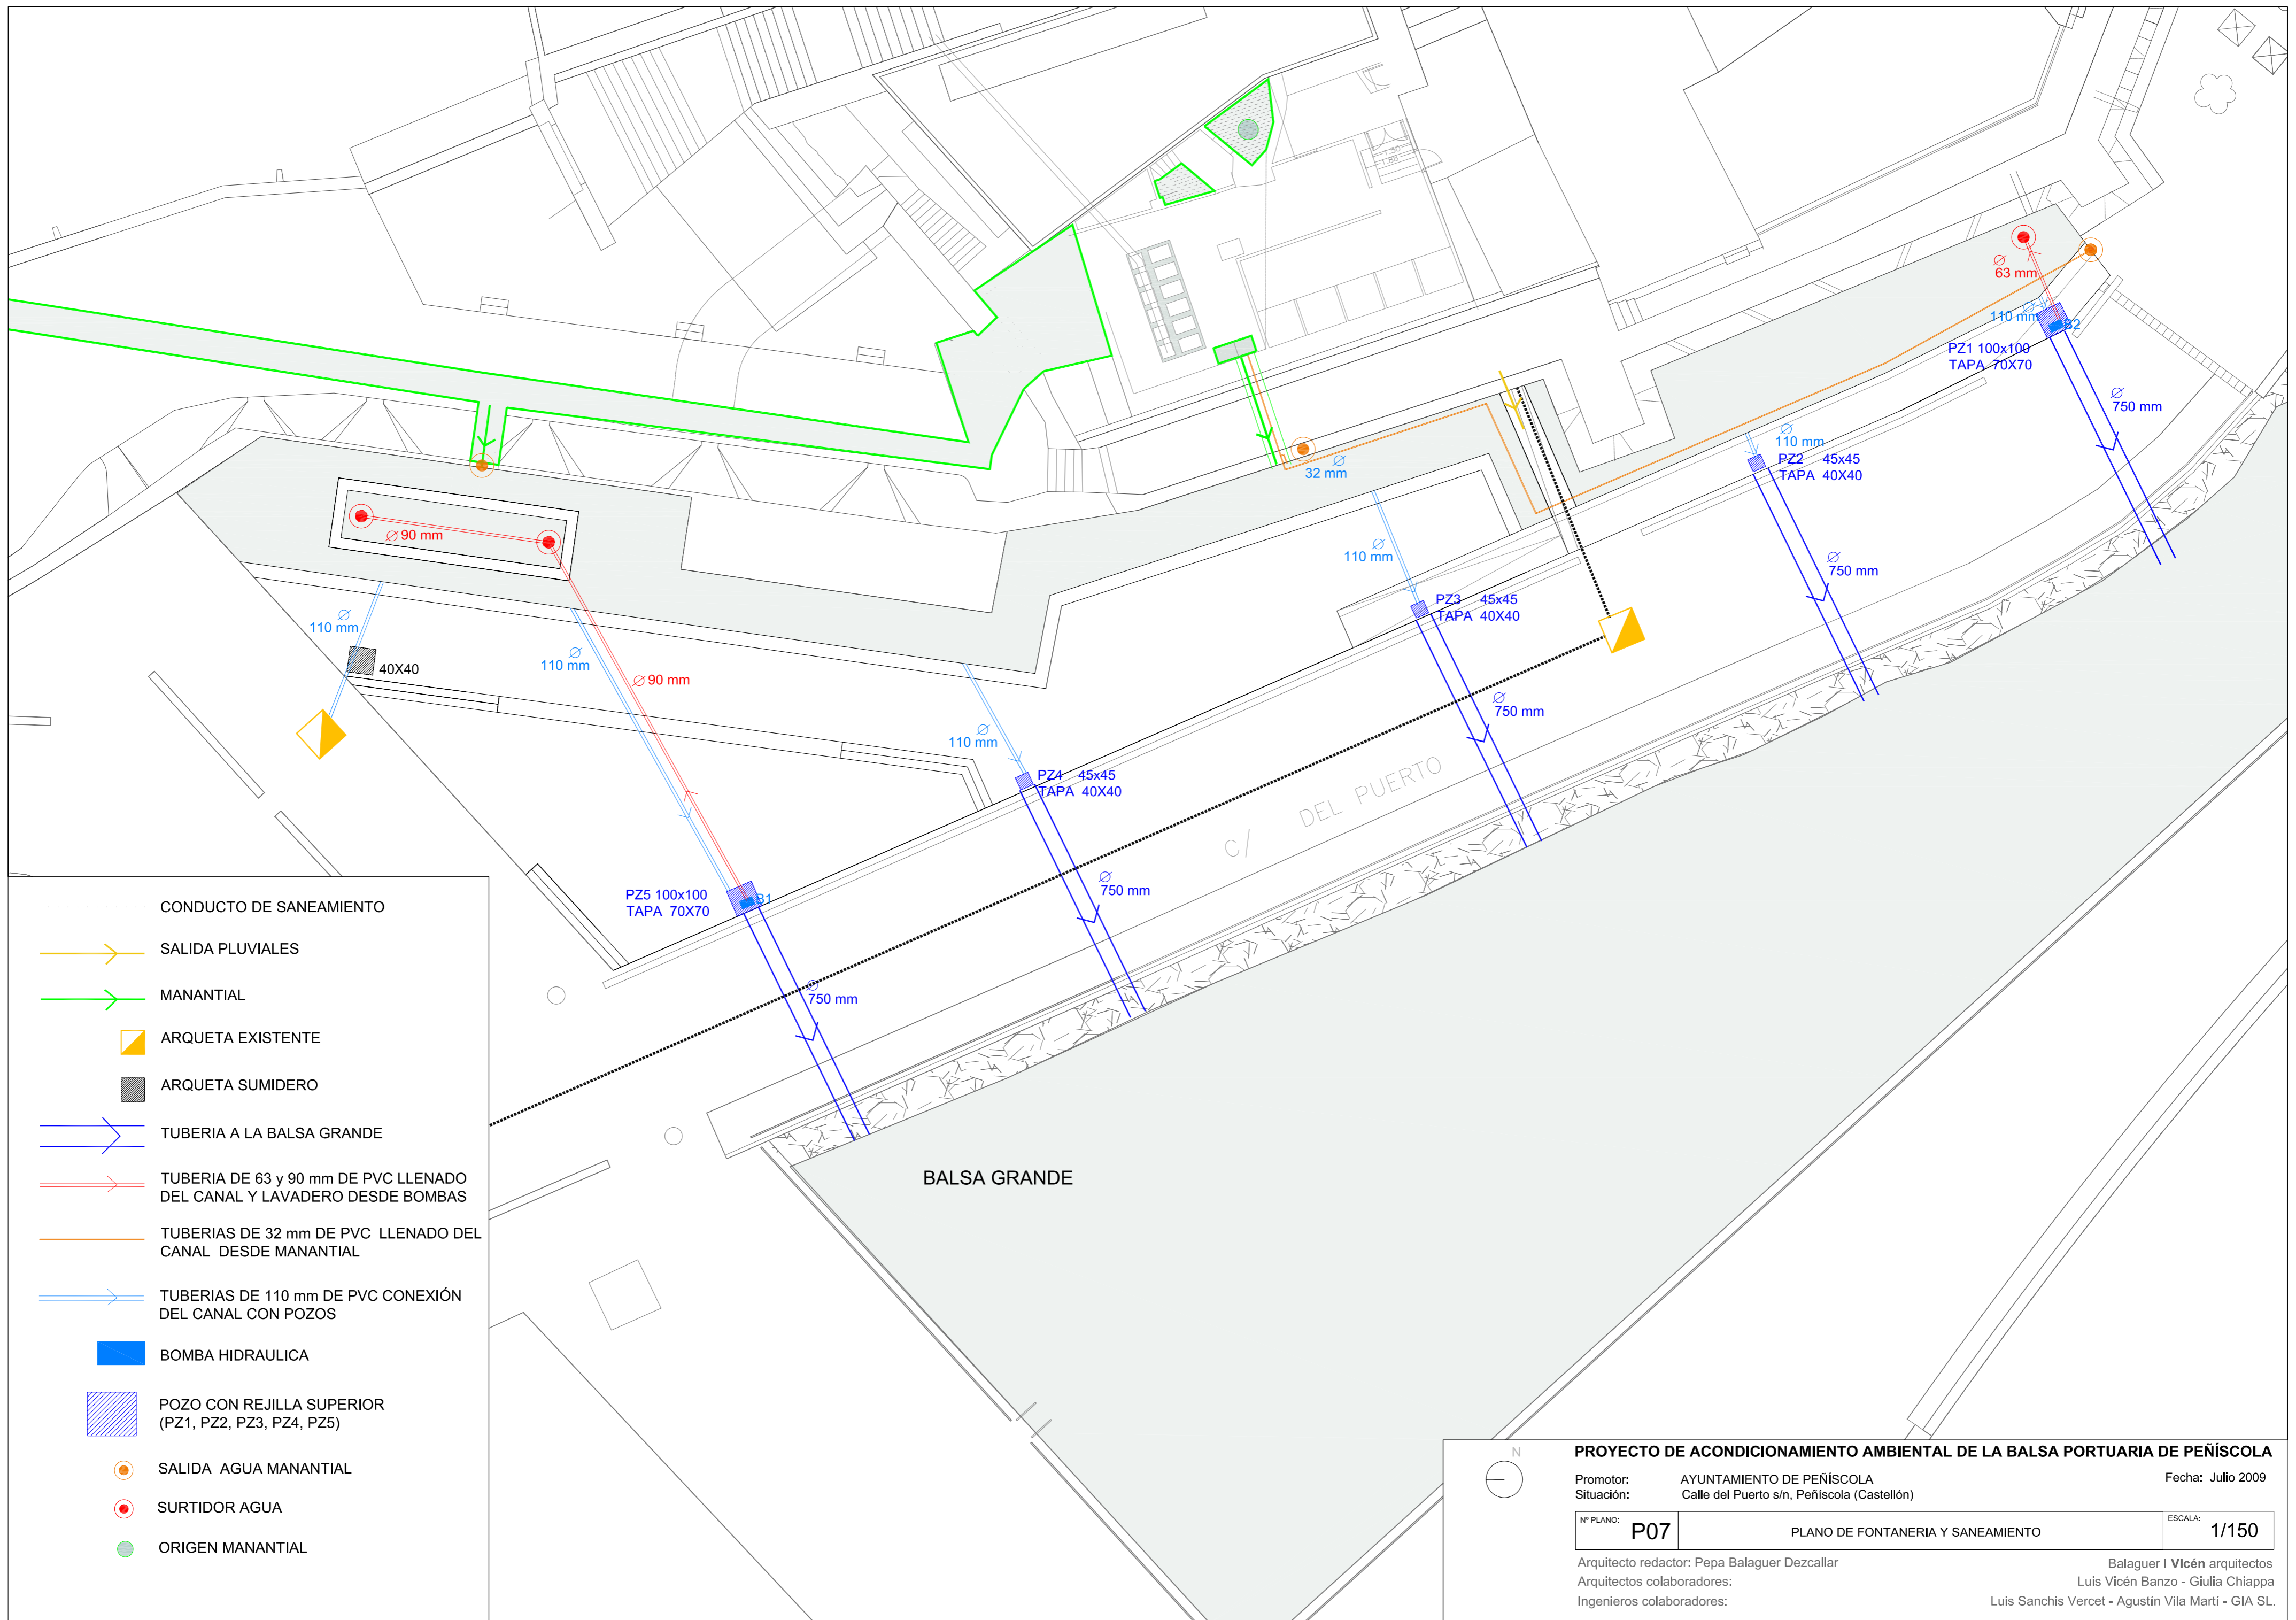 1.50
1.88
Ø
63 mm
Ø
110 mm
B2
PZ1 100x100
TAPA 70X70
Ø
750 mm
Ø
110 mm
PZ2 45x45
TAPA 40X40
Ø
32 mm
Ø 90 mm
Ø
110 mm
Ø
750 mm
PZ3 45x45
TAPA 40X40
Ø
110 mm
40X40
Ø
110 mm
Ø 90 mm
Ø
750 mm
Ø
110 mm
PZ4 45x45
TAPA 40X40
C/ DEL PUERTO
PZ5 100x100
TAPA 70X70
B1
Ø
750 mm
Ø
750 mm
BALSA GRANDE
CONDUCTO DE SANEAMIENTO
SALIDA PLUVIALES
MANANTIAL
ARQUETA EXISTENTE
ARQUETA SUMIDERO
TUBERIA A LA BALSA GRANDE
TUBERIA DE 63 y 90 mm DE PVC LLENADO
DEL CANAL Y LAVADERO DESDE BOMBAS
TUBERIAS DE 32 mm DE PVC LLENADO DEL
CANAL DESDE MANANTIAL
TUBERIAS DE 110 mm DE PVC CONEXIÓN
DEL CANAL CON POZOS
BOMBA HIDRAULICA
POZO CON REJILLA SUPERIOR
(PZ1, PZ2, PZ3, PZ4, PZ5)
SALIDA AGUA MANANTIAL
SURTIDOR AGUA
ORIGEN MANANTIAL
N
PROYECTO DE ACONDICIONAMIENTO AMBIENTAL DE LA BALSA PORTUARIA DE PEÑÍSCOLA
Promotor: AYUNTAMIENTO DE PEÑÍSCOLA Fecha: Julio 2009
Situación: Calle del Puerto s/n, Peñíscola (Castellón)
Nº PLANO: P07 PLANO DE FONTANERIA Y SANEAMIENTO ESCALA: 1/150
Arquitecto redactor: Pepa Balaguer Dezcallar Balaguer I Vicén arquitectos
Arquitectos colaboradores: Luis Vicén Banzo - Giulia Chiappa
Ingenieros colaboradores: Luis Sanchis Vercet - Agustín Vila Martí - GIA SL.